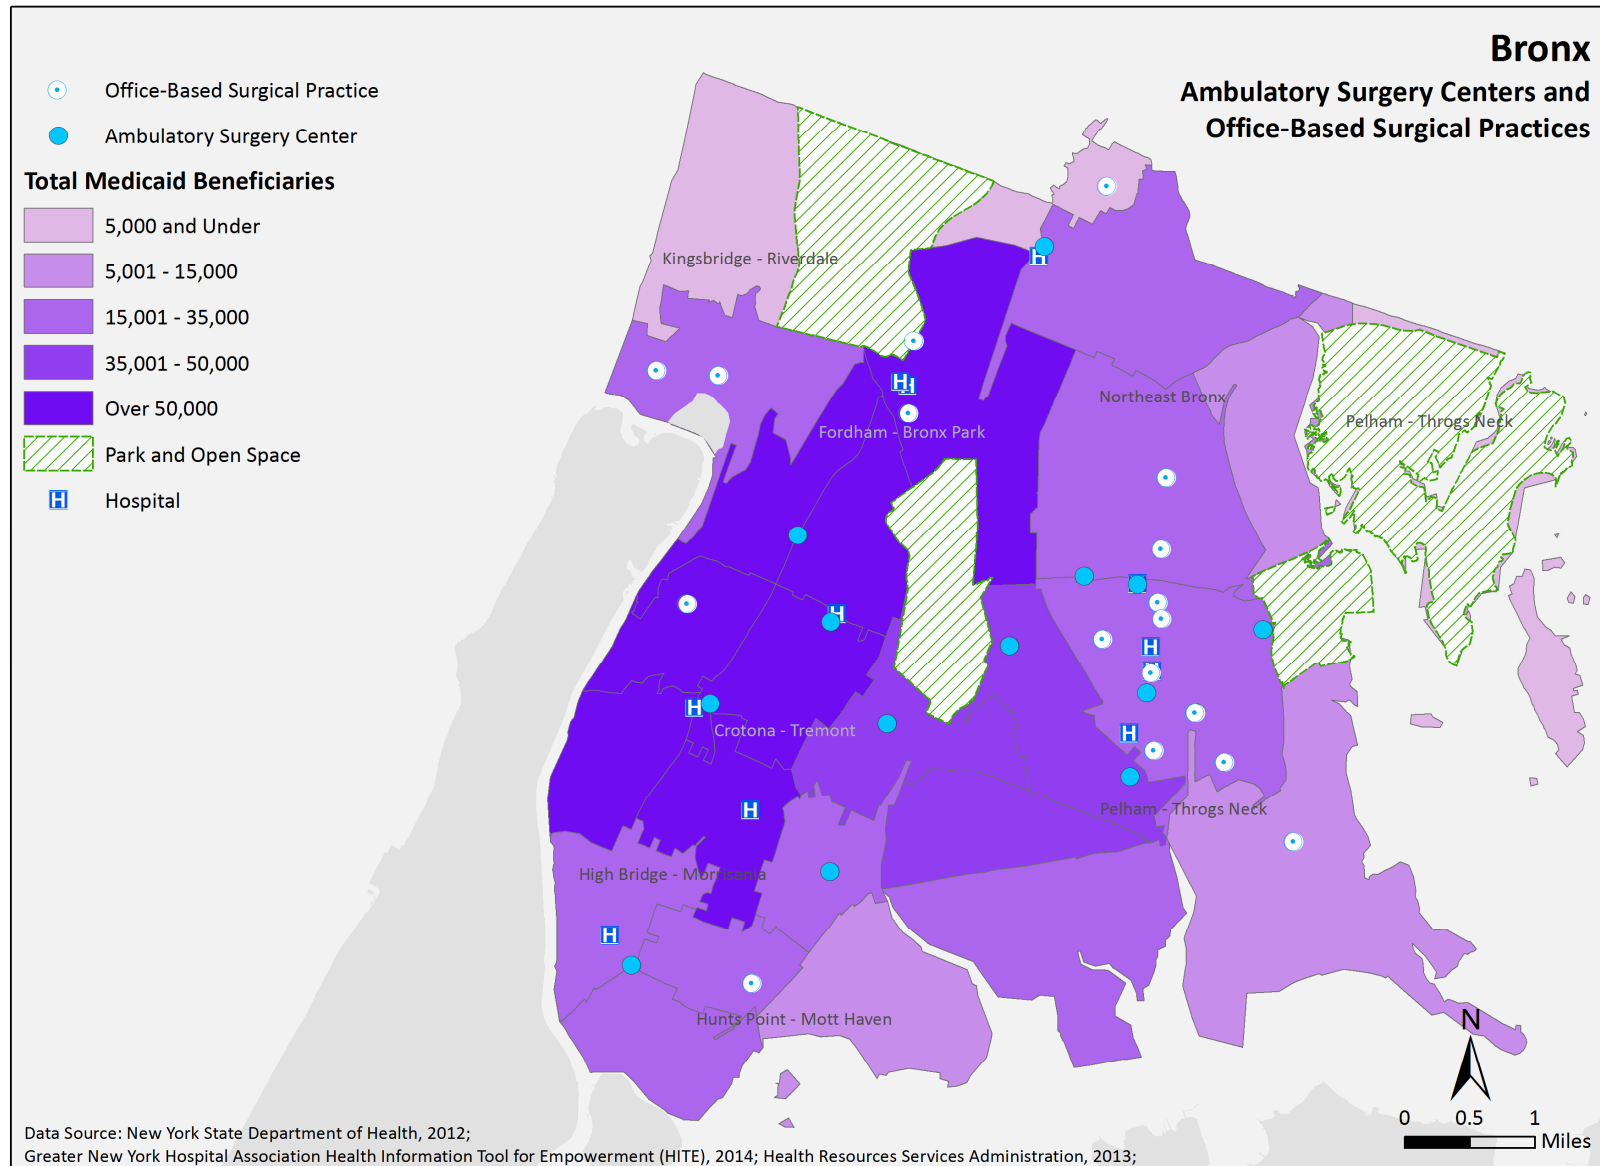 Bronx
Ambulatory Surgery Centers and
Office-Based Surgical Practices
Office-Based Surgical Practice
Ambulatory Surgery Center
Total Medicaid Beneficiaries
5,000 and Under
5,001 - 15,000
15,001 - 35,000
35,001 - 50,000
Over 50,000
Park and Open Space
H Hospital
Kingsbridge - Riverdale
H
H H
Northeast Bronx
Pelham - Throgs Neck
Fordham - Bronx Park
H
H
H
H
Crotona - Tremont
H
Pelham - Throgs Neck
H
High Bridge - Morrisania
H
Hunts Point - Mott Haven
N
0 0.5 1
Miles
Data Source: New York State Department of Health, 2012;
Greater New York Hospital Association Health Information Tool for Empowerment (HITE), 2014; Health Resources Services Administration, 2013;